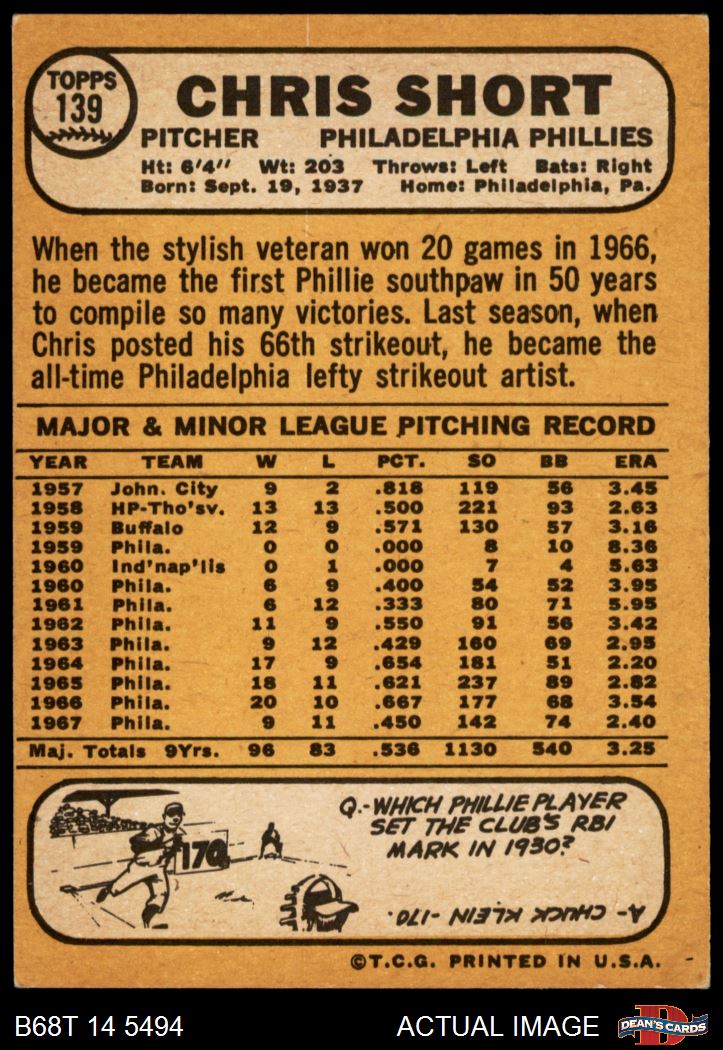 TOPPS
139
CHRIS SHORT
PITCHER PHILADELPHIA PHILLIES
Ht: 6'4" Wt: 203 Throws: Left Bats: Right
Born: Sept. 19, 1937 Home: Philadelphia, Pa.
When the stylish veteran won 20 games in 1966,
he became the first Phillie southpaw in 50 years
to compile so many victories. Last season, when
Chris posted his 66th strikeout, he became the
all-time Philadelphia lefty strikeout artist.
MAJOR & MINOR LEAGUE PITCHING RECORD
YEAR TEAM W L PCT. SO BB ERA
1957 John. City 9 2 .818 119 56 3.45
1958 HP-Tho'sv. 13 13 .500 221 93 2.63
1959 Buffalo 12 9 .571 130 57 3.16
1959 Phila. 0 0 .000 8 10 8.36
1960 Ind'nap'lis 0 1 .000 7 4 5.63
1960 Phila. 6 9 .400 54 52 3.95
1961 Phila. 6 12 .333 80 71 5.95
1962 Phila. 11 9 .550 91 56 3.42
1963 Phila. 9 12 .429 160 69 2.95
1964 Phila. 17 9 .654 181 51 2.20
1965 Phila. 18 11 .621 237 89 2.82
1966 Phila. 20 10 .667 177 68 3.54
1967 Phila. 9 11 .450 142 74 2.40
Maj. Totals 9Yrs. 96 83 .536 1130 540 3.25
170
Q.-WHICH PHILLIE PLAYER
SET THE CLUB'S RBI
MARK IN 1930?
A- CHUCK KLEIN -170.
©T.C.G. PRINTED IN U.S.A.
B68T 14 5494 ACTUAL IMAGE
DEAN'S CARDS